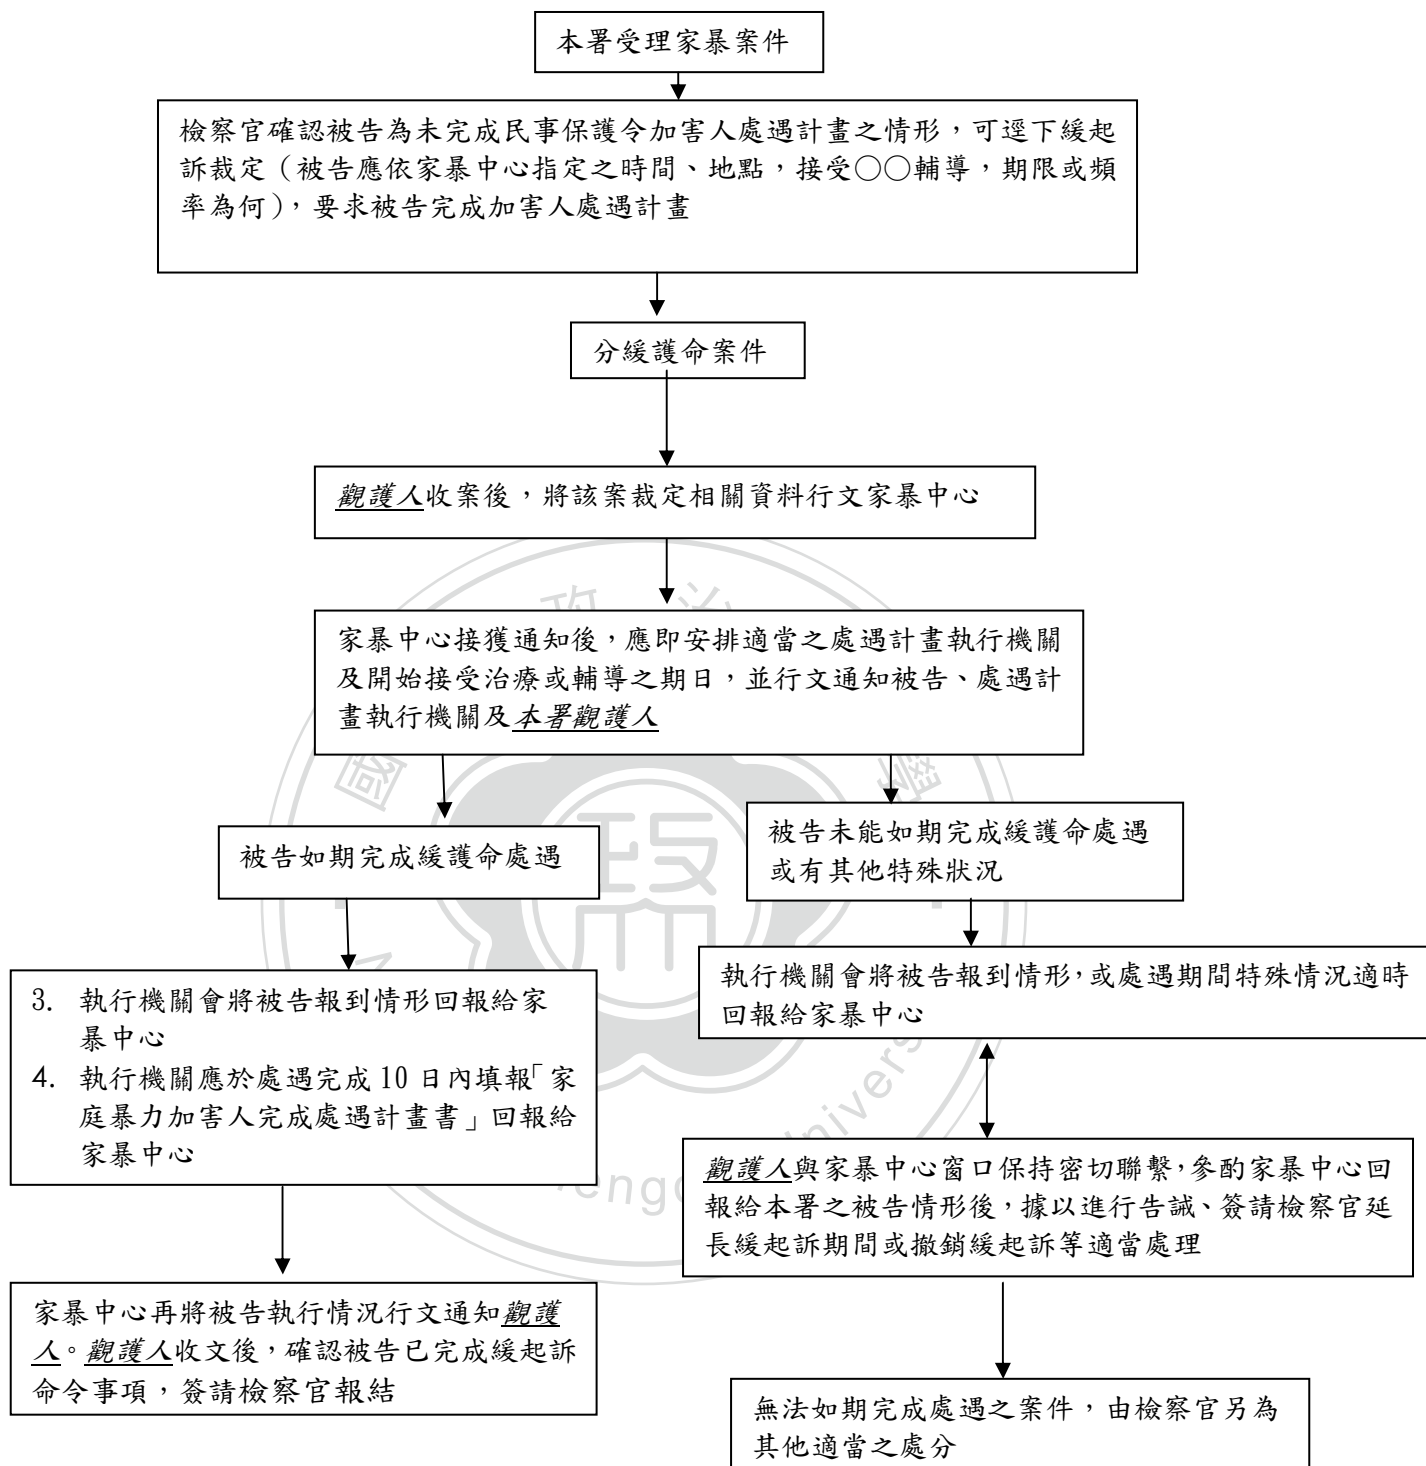 本署受理家暴案件
檢察官確認被告為未完成民事保護令加害人處遇計畫之情形，可逕下緩起
訴裁定（被告應依家暴中心指定之時間、地點，接受○○輔導，期限或頻
率為何），要求被告完成加害人處遇計畫
分緩護命案件
觀護人收案後，將該案裁定相關資料行文家暴中心
家暴中心接獲通知後，應即安排適當之處遇計畫執行機關
及開始接受治療或輔導之期日，並行文通知被告、處遇計
畫執行機關及本署觀護人
被告如期完成緩護命處遇
被告未能如期完成緩護命處遇
或有其他特殊狀況
3. 執行機關會將被告報到情形回報給家
暴中心
4. 執行機關應於處遇完成 10 日內填報「家
庭暴力加害人完成處遇計畫書」回報給
家暴中心
執行機關會將被告報到情形，或處遇期間特殊情況適時
回報給家暴中心
觀護人與家暴中心窗口保持密切聯繫，參酌家暴中心回
報給本署之被告情形後，據以進行告誡、簽請檢察官延
長緩起訴期間或撤銷緩起訴等適當處理
家暴中心再將被告執行情況行文通知觀護
人。觀護人收文後，確認被告已完成緩起訴
命令事項，簽請檢察官報結
無法如期完成處遇之案件，由檢察官另為
其他適當之處分